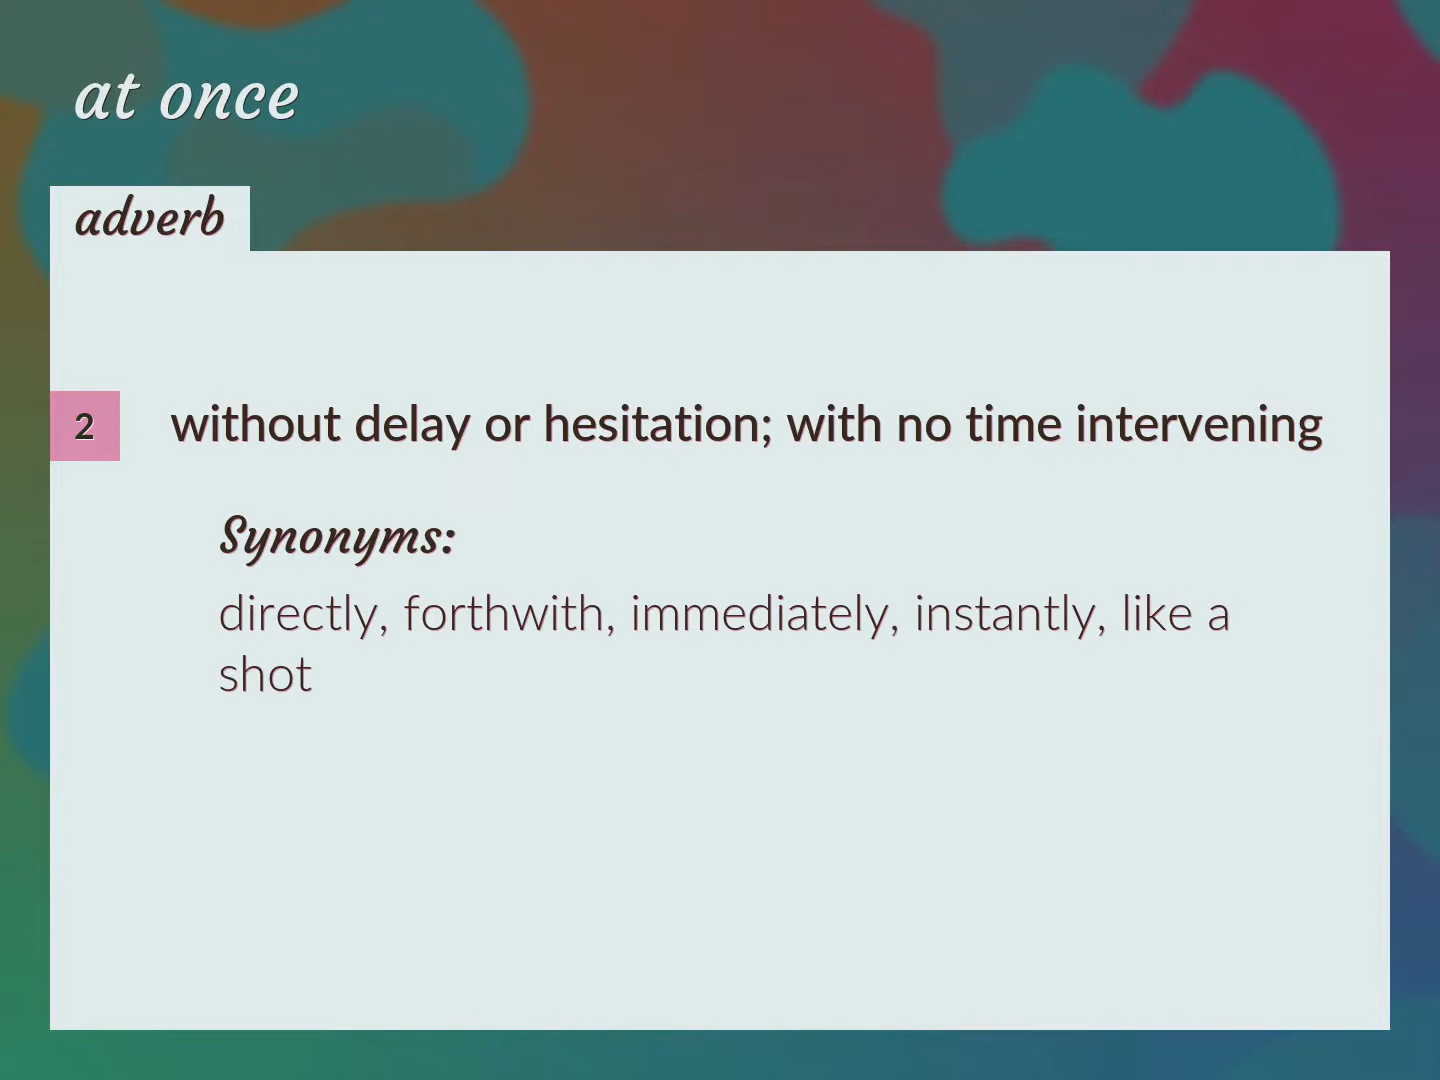 at once
adverb
2 without delay or hesitation; with no time intervening
Synonyms:
directly, forthwith, immediately, instantly, like a
shot